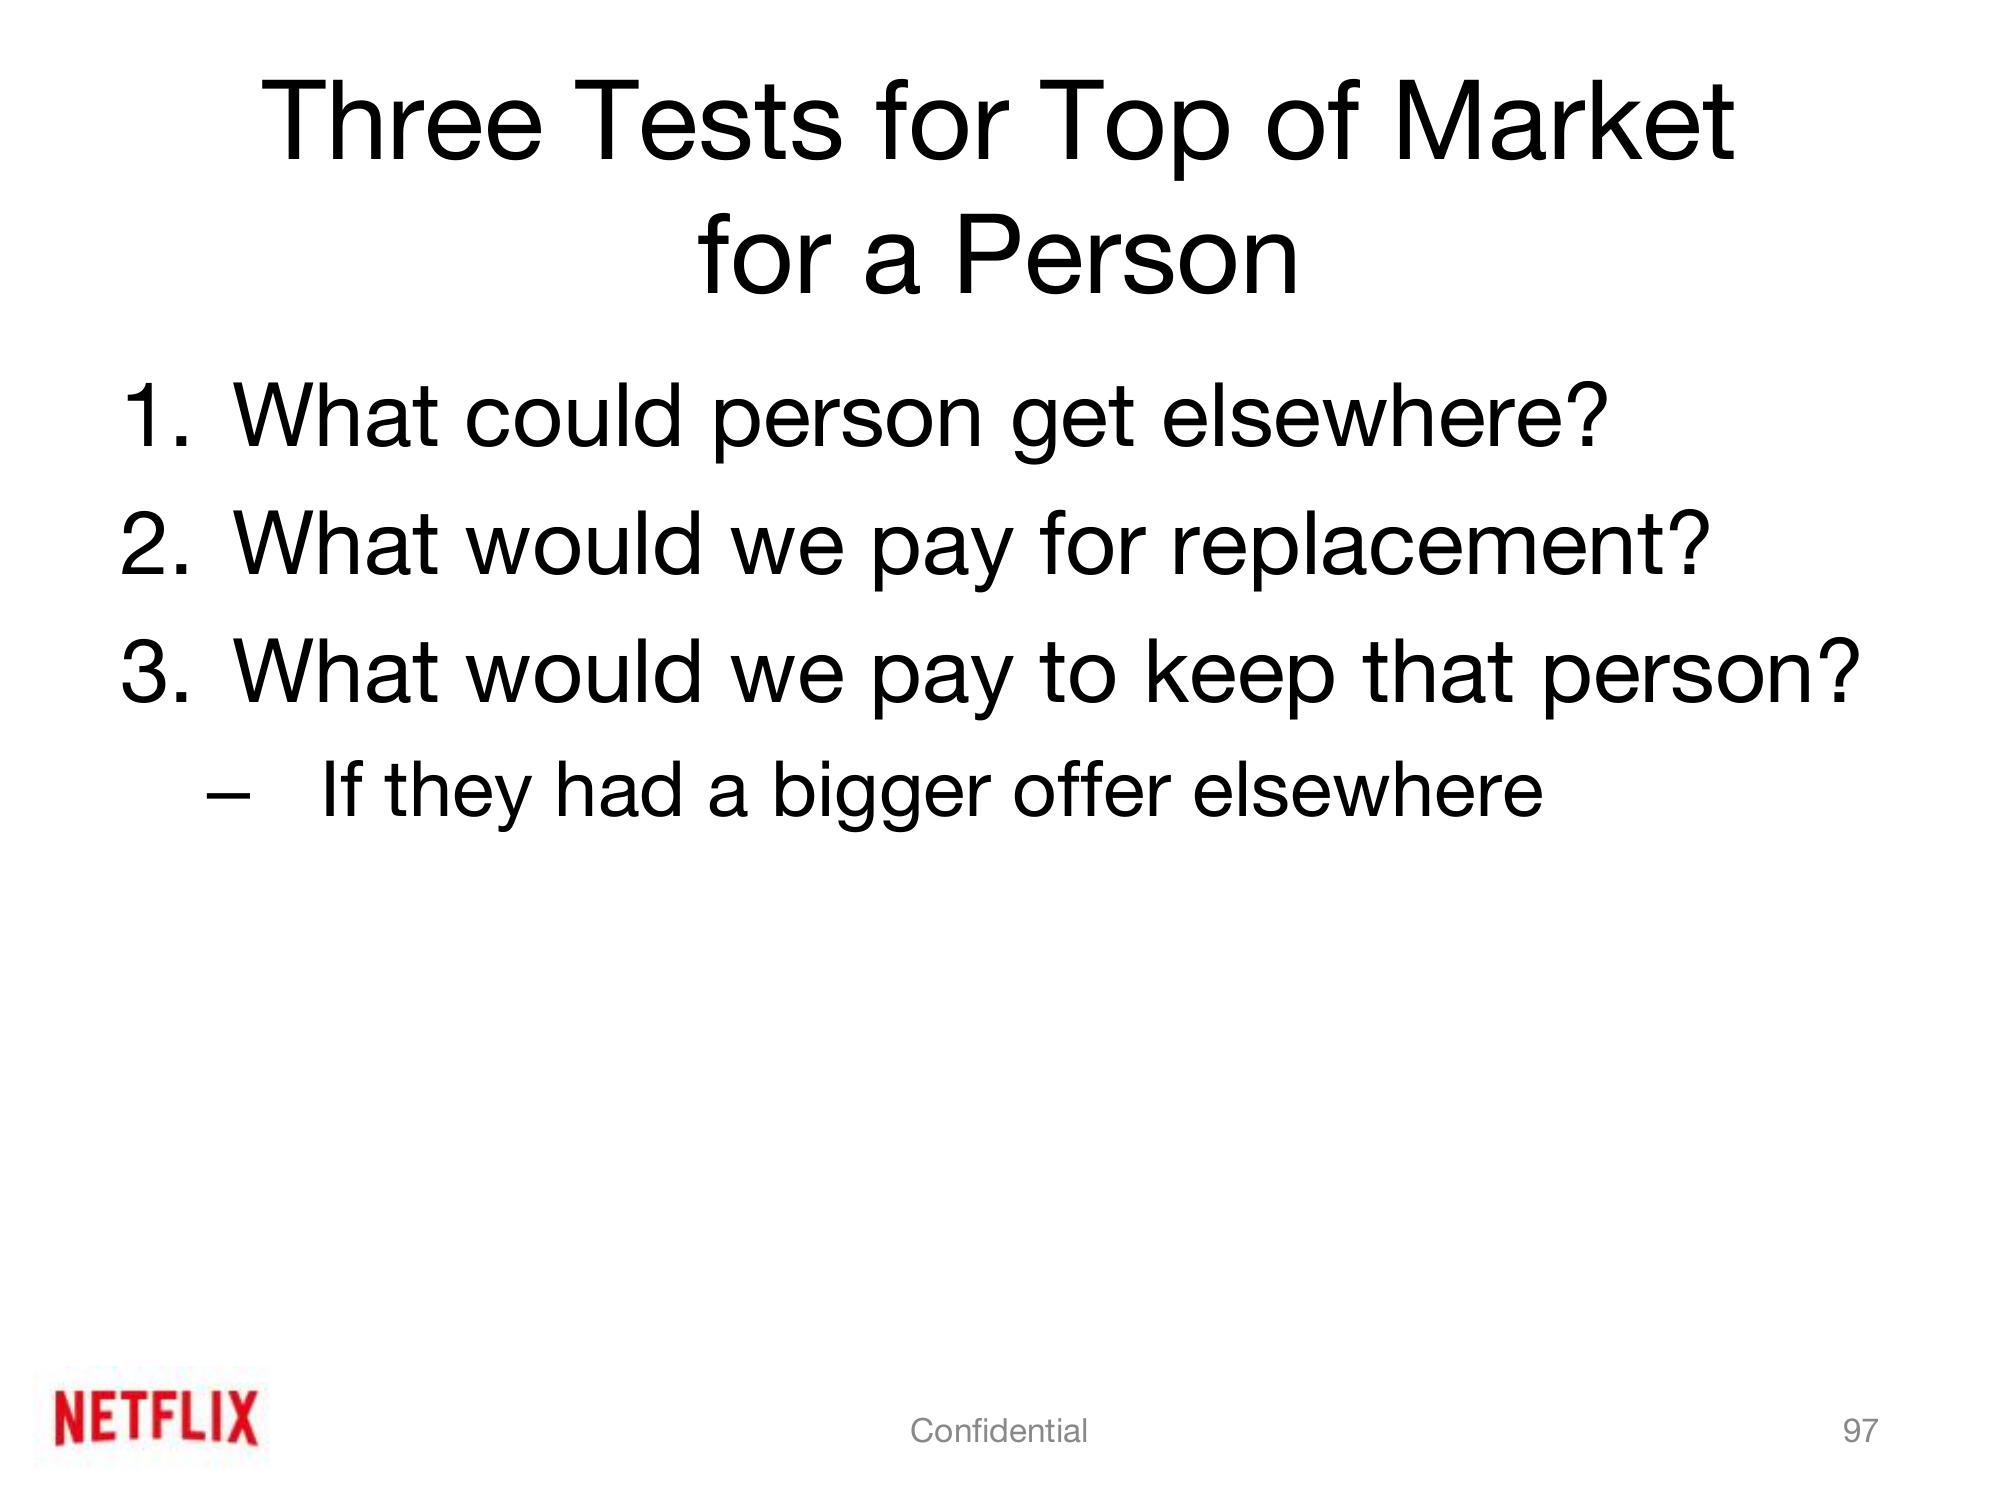 Three Tests for Top of Market
for a Person
1. What could person get elsewhere?
2. What would we pay for replacement?
3. What would we pay to keep that person?
– If they had a bigger offer elsewhere
NETFLIX
Confidential
97